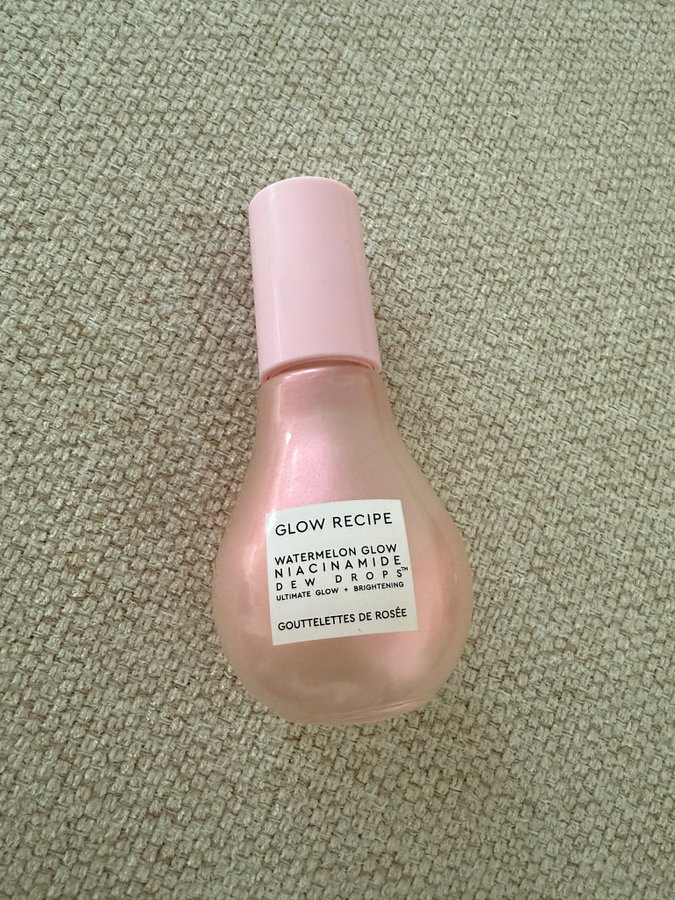 GLOW RECIPE
WATERMELON GLOW
NIACINAMIDE
DEW DROPS™
ULTIMATE GLOW + BRIGHTENING
GOUTTELETTES DE ROSÉE